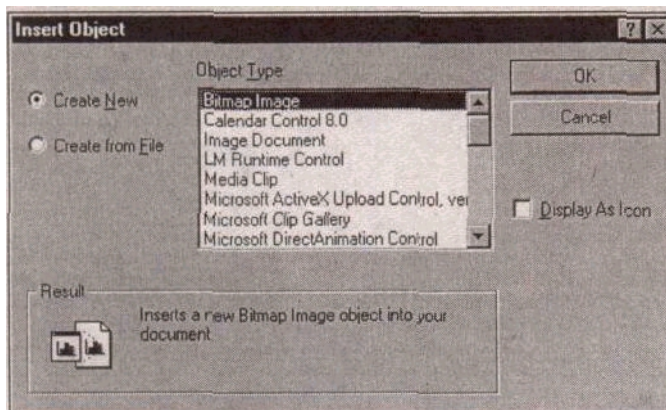 Insert Object
Create New
Create from File
Object Type
Bitmap Image
Calendar Control 8.0
Image Document
LM Runtime Control
Media Clip
Microsoft ActiveX Upload Control, ver
Microsoft Clip Gallery
Microsoft DirectAnimation Control
OK
Cancel
Display As Icon
Result
Inserts a new Bitmap Image object into your
document